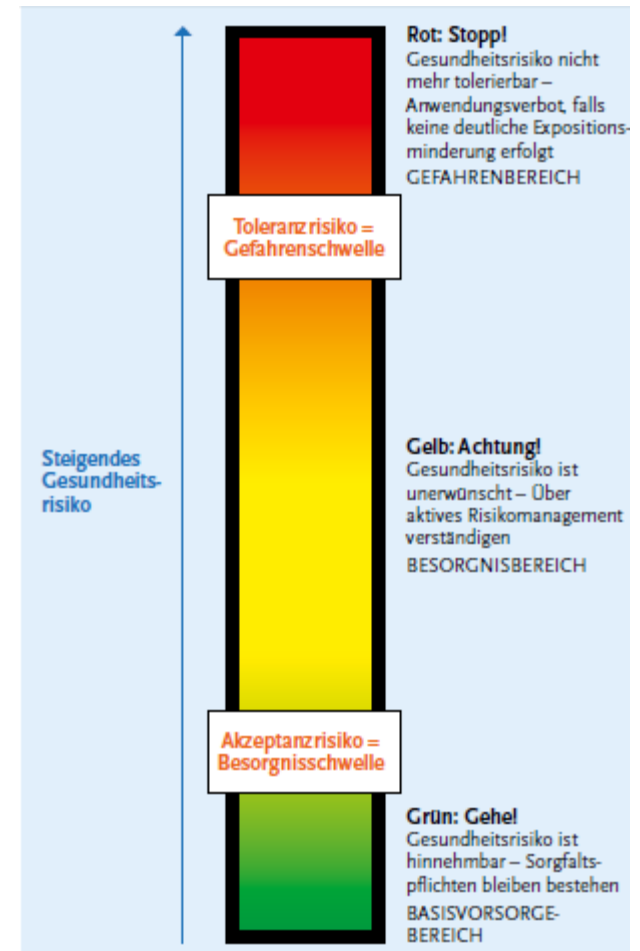 Rot: Stopp!
Gesundheitsrisiko nicht
mehr tolerierbar –
Anwendungsverbot, falls
keine deutliche Expositions-
minderung erfolgt
GEFAHRENBEREICH
Toleranzrisiko =
Gefahrenschwelle
Steigendes
Gesundheits-
risiko
Gelb: Achtung!
Gesundheitsrisiko ist
unerwünscht – Über
aktives Risikomanagement
verständigen
BESORGNISBEREICH
Akzeptanzrisiko =
Besorgnisschwelle
Grün: Gehe!
Gesundheitsrisiko ist
hinnehmbar – Sorgfalts-
pflichten bleiben bestehen
BASISVORSORGE-
BEREICH